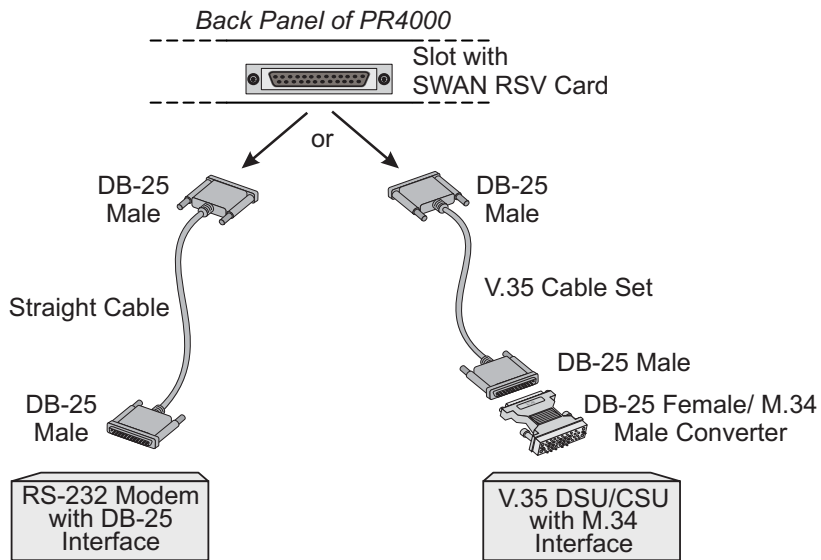 Back Panel of PR4000
Slot with
SWAN RSV Card
or
DB-25
Male
DB-25
Male
Straight Cable
V.35 Cable Set
DB-25
Male
DB-25 Male
DB-25 Female/ M.34
Male Converter
RS-232 Modem
with DB-25
Interface
V.35 DSU/CSU
with M.34
Interface